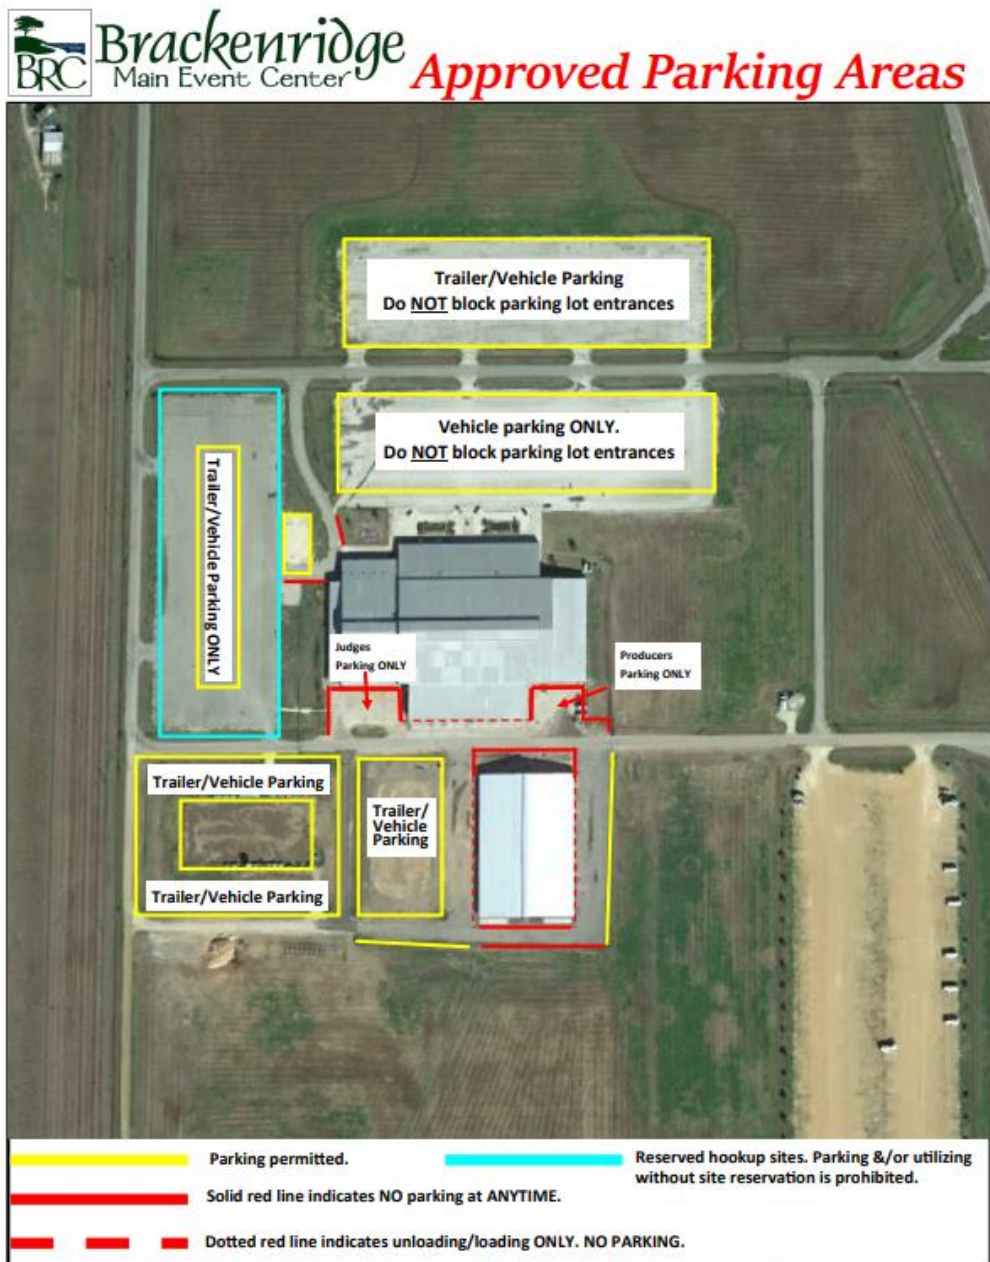 BRC
Brackenridge
Main Event Center
Approved Parking Areas
Trailer/Vehicle Parking
Do NOT block parking lot entrances
Vehicle parking ONLY.
Do NOT block parking lot entrances
Trailer/Vehicle Parking ONLY
Judges
Parking ONLY
Producers
Parking ONLY
Trailer/Vehicle Parking
Trailer/
Vehicle
Parking
Trailer/Vehicle Parking
Parking permitted.
Reserved hookup sites. Parking &/or utilizing
without site reservation is prohibited.
Solid red line indicates NO parking at ANYTIME.
Dotted red line indicates unloading/loading ONLY. NO PARKING.